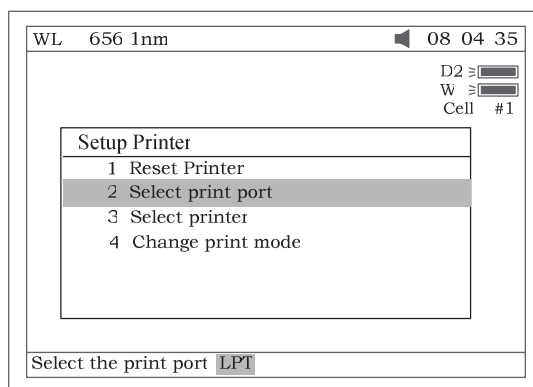 WL 656 1nm 08 04 35
D2
W
Cell #1
Setup Printer
1 Reset Printer
2 Select print port
3 Select printer
4 Change print mode
Select the print port LPT